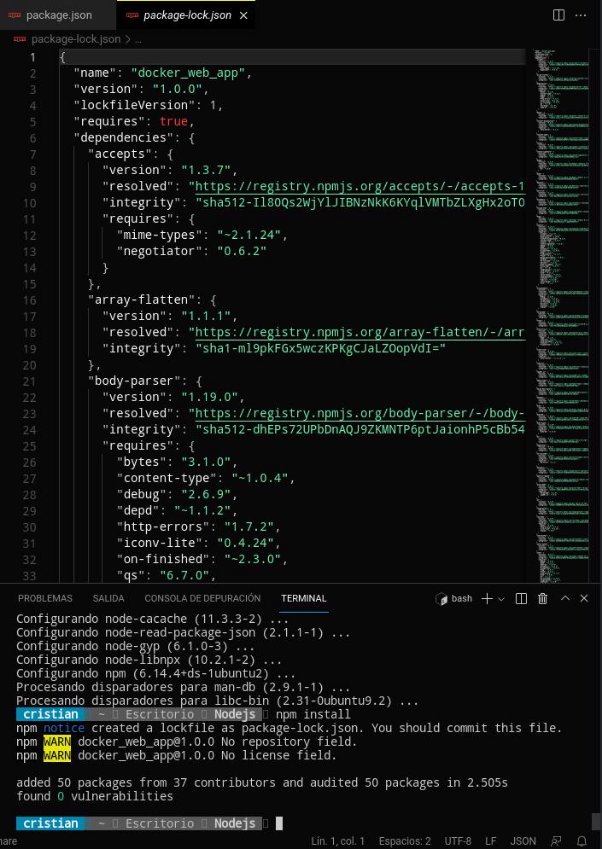 package.json
package-lock.json
package-lock.json > ...
1 {
2 "name": "docker_web_app",
3 "version": "1.0.0",
4 "lockfileVersion": 1,
5 "requires": true,
6 "dependencies": {
7 "accepts": {
8 "version": "1.3.7",
9 "resolved": "https://registry.npmjs.org/accepts/-/accepts-1
10 "integrity": "sha512-Il80Qs2WjYlJIBNzNkK6KYqlVMTbZLXgHx2oT0
11 "requires": {
12 "mime-types": "~2.1.24",
13 "negotiator": "0.6.2"
14 }
15 },
16 "array-flatten": {
17 "version": "1.1.1",
18 "resolved": "https://registry.npmjs.org/array-flatten/-/arr
19 "integrity": "sha1-ml9pkFGx5wczKPKgCJaLZOopVdI="
20 },
21 "body-parser": {
22 "version": "1.19.0",
23 "resolved": "https://registry.npmjs.org/body-parser/-/body-
24 "integrity": "sha512-dhEPs72UPbDnAQJ9ZKMNTP6ptJaionhP5cBb54
25 "requires": {
26 "bytes": "3.1.0",
27 "content-type": "~1.0.4",
28 "debug": "2.6.9",
29 "depd": "~1.1.2",
30 "http-errors": "1.7.2",
31 "iconv-lite": "0.4.24",
32 "on-finished": "~2.3.0",
33 "qs": "6.7.0",
PROBLEMAS SALIDA CONSOLA DE DEPURACIÓN TERMINAL bash
Configurando node-cacache (11.3.3-2) ...
Configurando node-read-package-json (2.1.1-1) ...
Configurando node-gyp (6.1.0-3) ...
Configurando node-libnpx (10.2.1-2) ...
Configurando npm (6.14.4+ds-1ubuntu2) ...
Procesando disparadores para man-db (2.9.1-1) ...
Procesando disparadores para libc-bin (2.31-0ubuntu9.2) ...
cristian ~ Escritorio Nodejs npm install
npm notice created a lockfile as package-lock.json. You should commit this file.
npm WARN docker_web_app@1.0.0 No repository field.
npm WARN docker_web_app@1.0.0 No license field.
added 50 packages from 37 contributors and audited 50 packages in 2.505s
found 0 vulnerabilities
cristian ~ Escritorio Nodejs
hare Lín. 1, col. 1 Espacios: 2 UTF-8 LF JSON